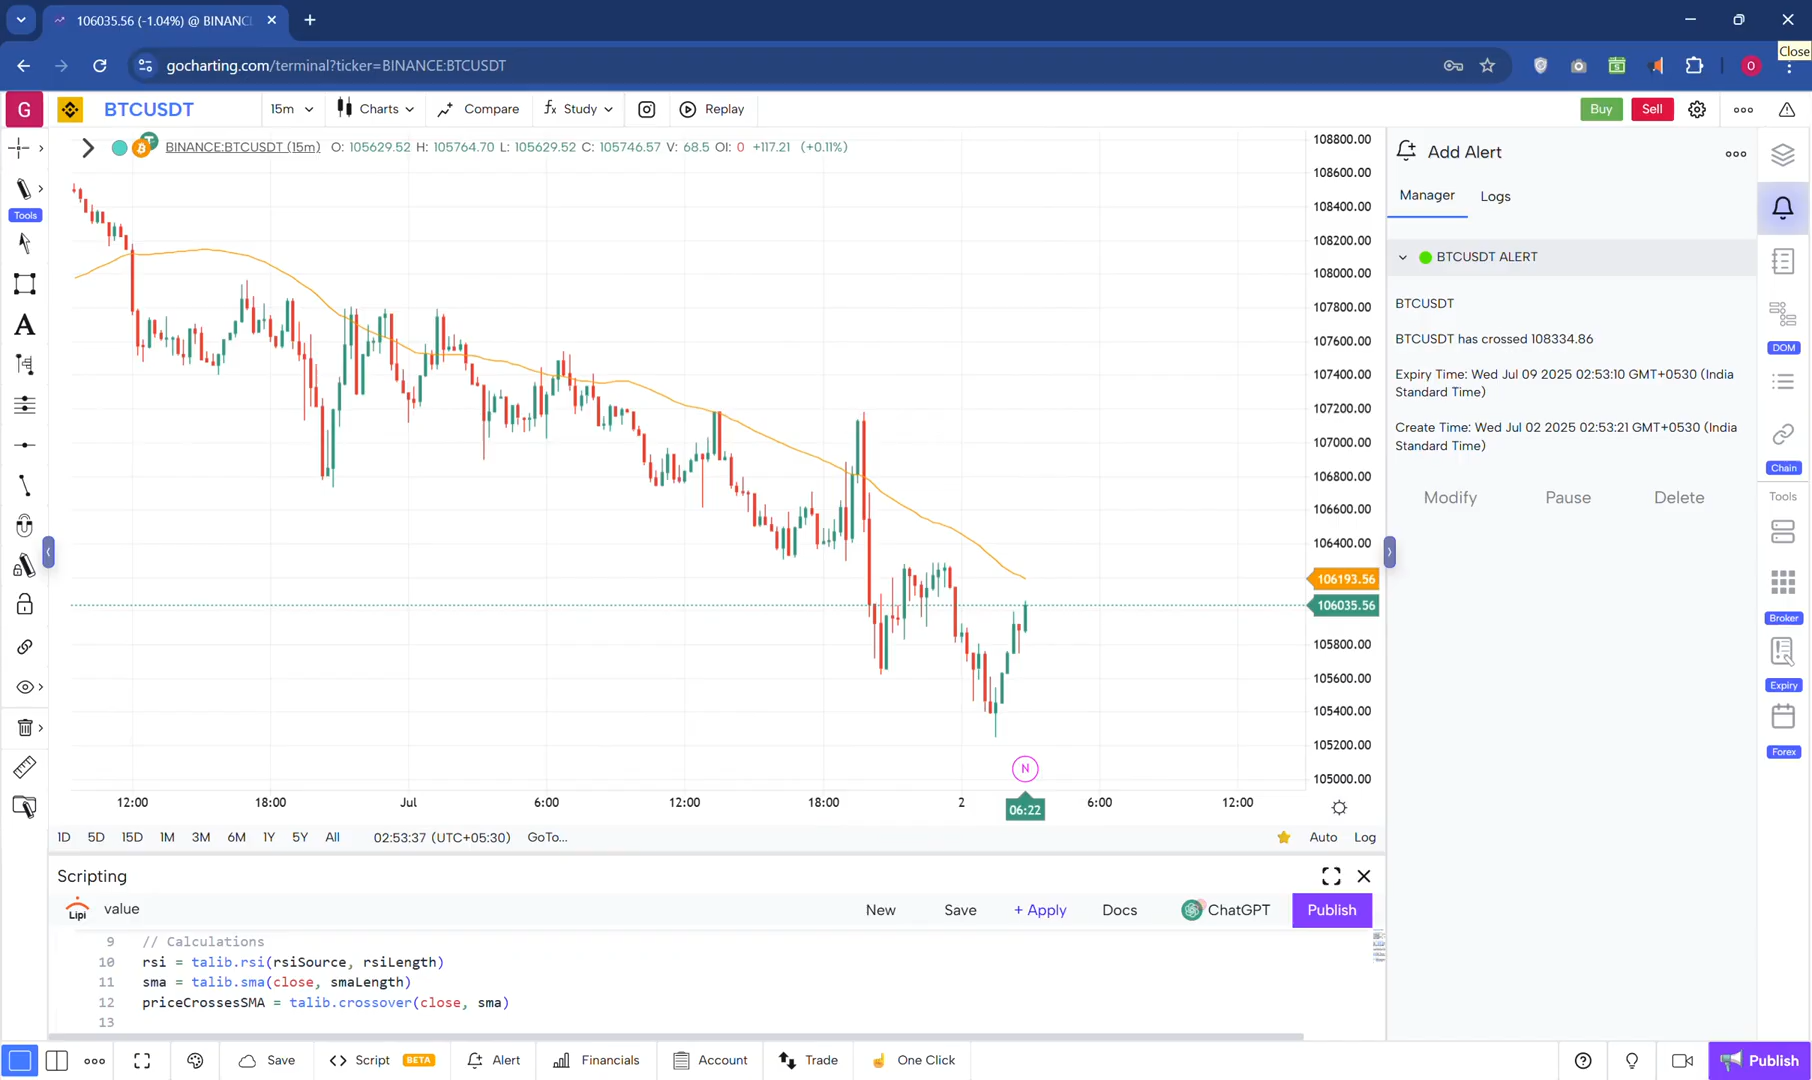 106035.56 (-1.04%) @ BINANC
gocharting.com/terminal?ticker=BINANCE:BTCUSDT
O
Close
G
BTCUSDT
15m
Charts
Compare
Study
Replay
Buy
Sell
BINANCE:BTCUSDT (15m) O: 105629.52 H: 105764.70 L: 105629.52 C: 105746.57 V: 68.5 OI: 0 +117.21 (+0.11%)
Tools
108800.00
108600.00
108400.00
108200.00
108000.00
107800.00
107600.00
107400.00
107200.00
107000.00
106800.00
106600.00
106400.00
106193.56
106035.56
105800.00
105600.00
105400.00
105200.00
105000.00
N
12:00
18:00
Jul
6:00
12:00
18:00
2
06:22
6:00
12:00
1D 5D 15D 1M 3M 6M 1Y 5Y All 02:53:37 (UTC+05:30) GoTo...
Auto Log
Add Alert
Manager
Logs
BTCUSDT ALERT
BTCUSDT
BTCUSDT has crossed 108334.86
Expiry Time: Wed Jul 09 2025 02:53:10 GMT+0530 (India
Standard Time)
Create Time: Wed Jul 02 2025 02:53:21 GMT+0530 (India
Standard Time)
Modify Pause Delete
DOM
Chain
Tools
Broker
Expiry
Forex
Scripting
Lipi
value
New Save + Apply Docs ChatGPT Publish
9 // Calculations
10 rsi = talib.rsi(rsiSource, rsiLength)
11 sma = talib.sma(close, smaLength)
12 priceCrossesSMA = talib.crossover(close, sma)
13
Save
Script BETA
Alert
Financials
Account
Trade
One Click
Publish